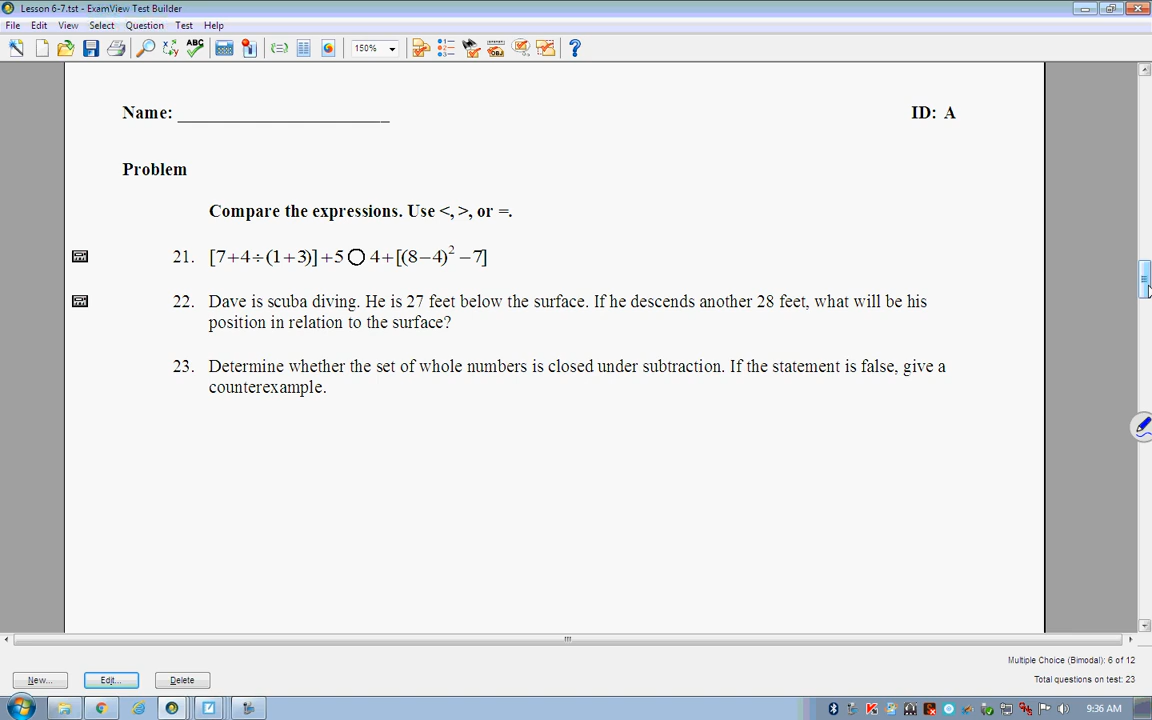 Lesson 6-7.tst - ExamView Test Builder
File Edit View Select Question Test Help
150%
Name: ______________________ ID: A
Problem
Compare the expressions. Use <, >, or =.
21. [7+4÷(1+3)]+5 ◯ 4+[(8−4)² −7]
22. Dave is scuba diving. He is 27 feet below the surface. If he descends another 28 feet, what will be his
position in relation to the surface?
23. Determine whether the set of whole numbers is closed under subtraction. If the statement is false, give a
counterexample.
Multiple Choice (Bimodal): 6 of 12
New... Edit... Delete Total questions on test: 23
9:36 AM